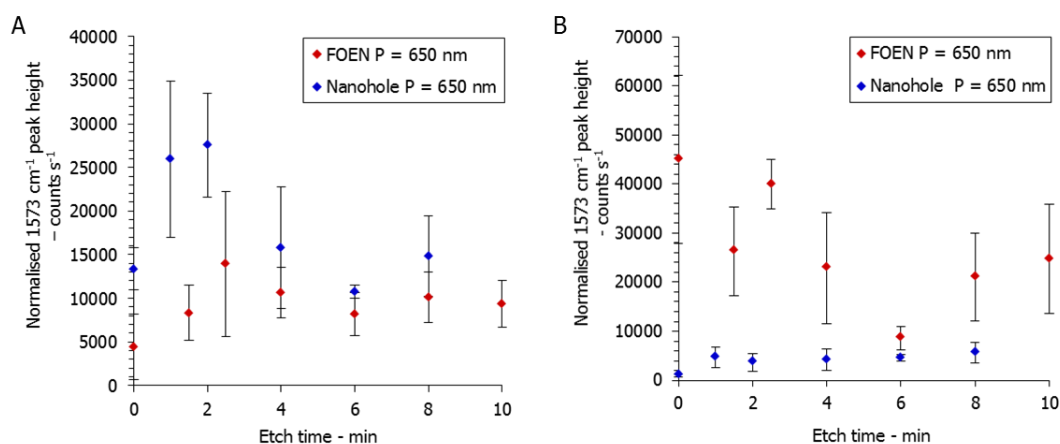 A
40000
35000
30000
25000
20000
15000
10000
5000
0
0 2 4 6 8 10
Normalised 1573 cm⁻¹ peak height
– counts s⁻¹
Etch time - min
FOEN P = 650 nm
Nanohole P = 650 nm
B
70000
60000
50000
40000
30000
20000
10000
0
0 2 4 6 8 10
Normalised 1573 cm⁻¹ peak height
- counts s⁻¹
Etch time - min
FOEN P = 650 nm
Nanohole P = 650 nm